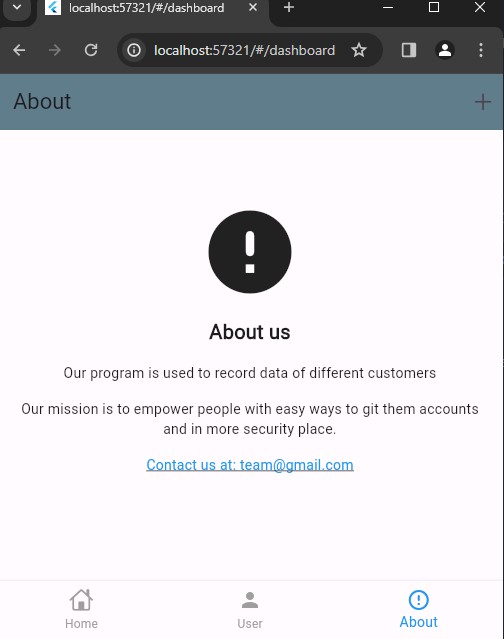 localhost:57321/#/dashboard
localhost:57321/#/dashboard
About
About us
Our program is used to record data of different customers
Our mission is to empower people with easy ways to git them accounts
and in more security place.
Contact us at: team@gmail.com
Home
User
About